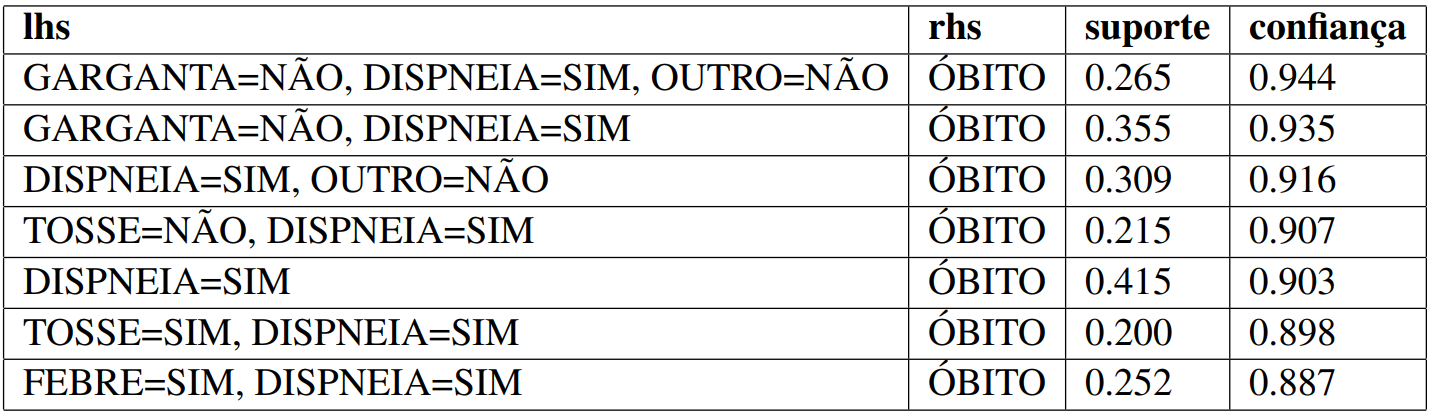 lhs rhs suporte confiança
GARGANTA=NÃO, DISPNEIA=SIM, OUTRO=NÃO ÓBITO 0.265 0.944
GARGANTA=NÃO, DISPNEIA=SIM ÓBITO 0.355 0.935
DISPNEIA=SIM, OUTRO=NÃO ÓBITO 0.309 0.916
TOSSE=NÃO, DISPNEIA=SIM ÓBITO 0.215 0.907
DISPNEIA=SIM ÓBITO 0.415 0.903
TOSSE=SIM, DISPNEIA=SIM ÓBITO 0.200 0.898
FEBRE=SIM, DISPNEIA=SIM ÓBITO 0.252 0.887